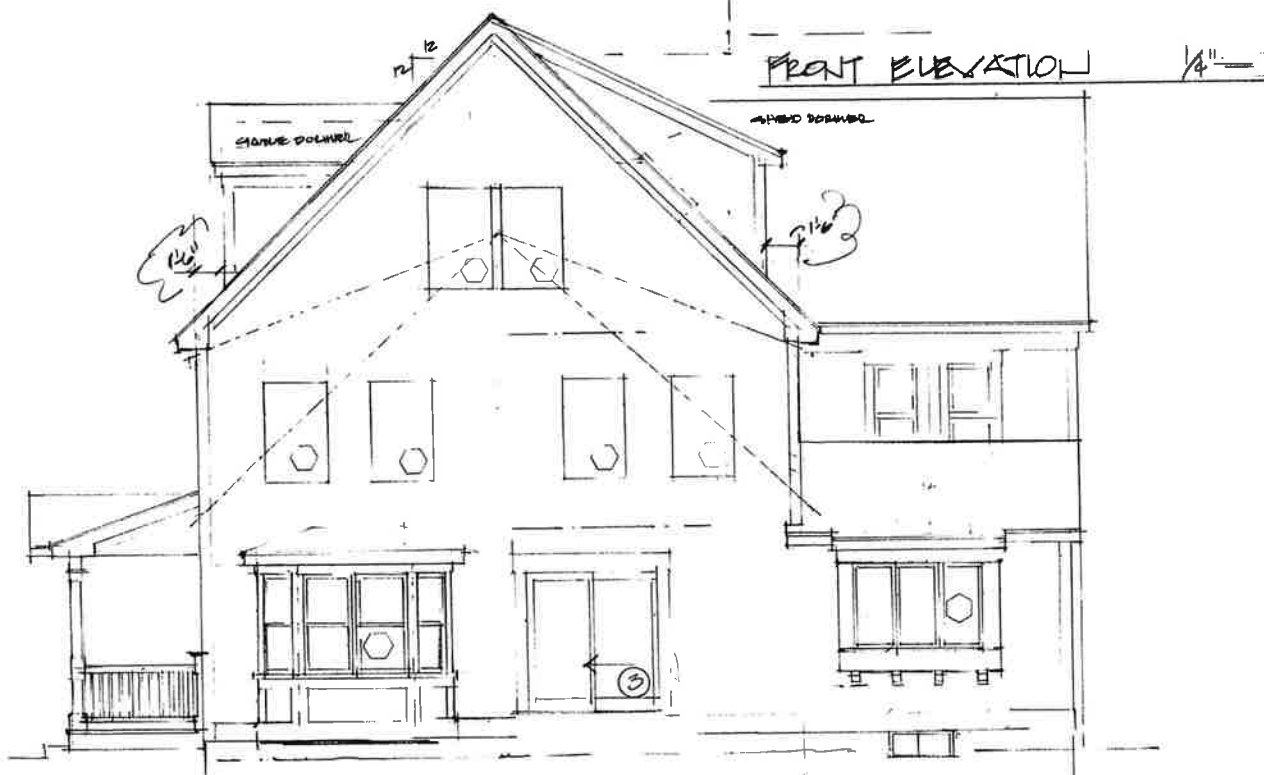 12
12
FRONT ELEVATION 1/4" =
SHED DORMER
GABLE DORMER
1'6"
1'6"
3